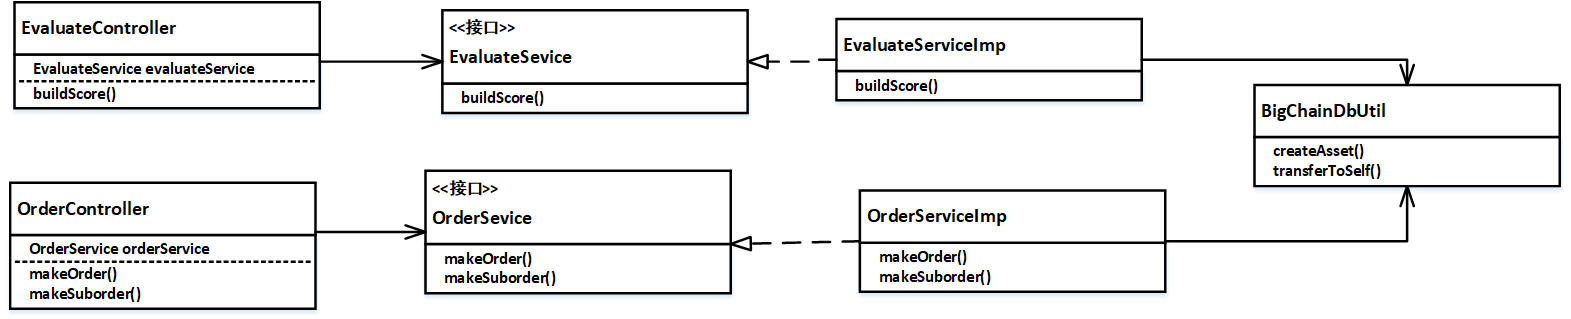 EvaluateController
EvaluateService evaluateService
buildScore()
<<接口>>
EvaluateSevice
buildScore()
EvaluateServiceImp
buildScore()
BigChainDbUtil
createAsset()
transferToSelf()
OrderController
OrderService orderService
makeOrder()
makeSuborder()
<<接口>>
OrderSevice
makeOrder()
makeSuborder()
OrderServiceImp
makeOrder()
makeSuborder()